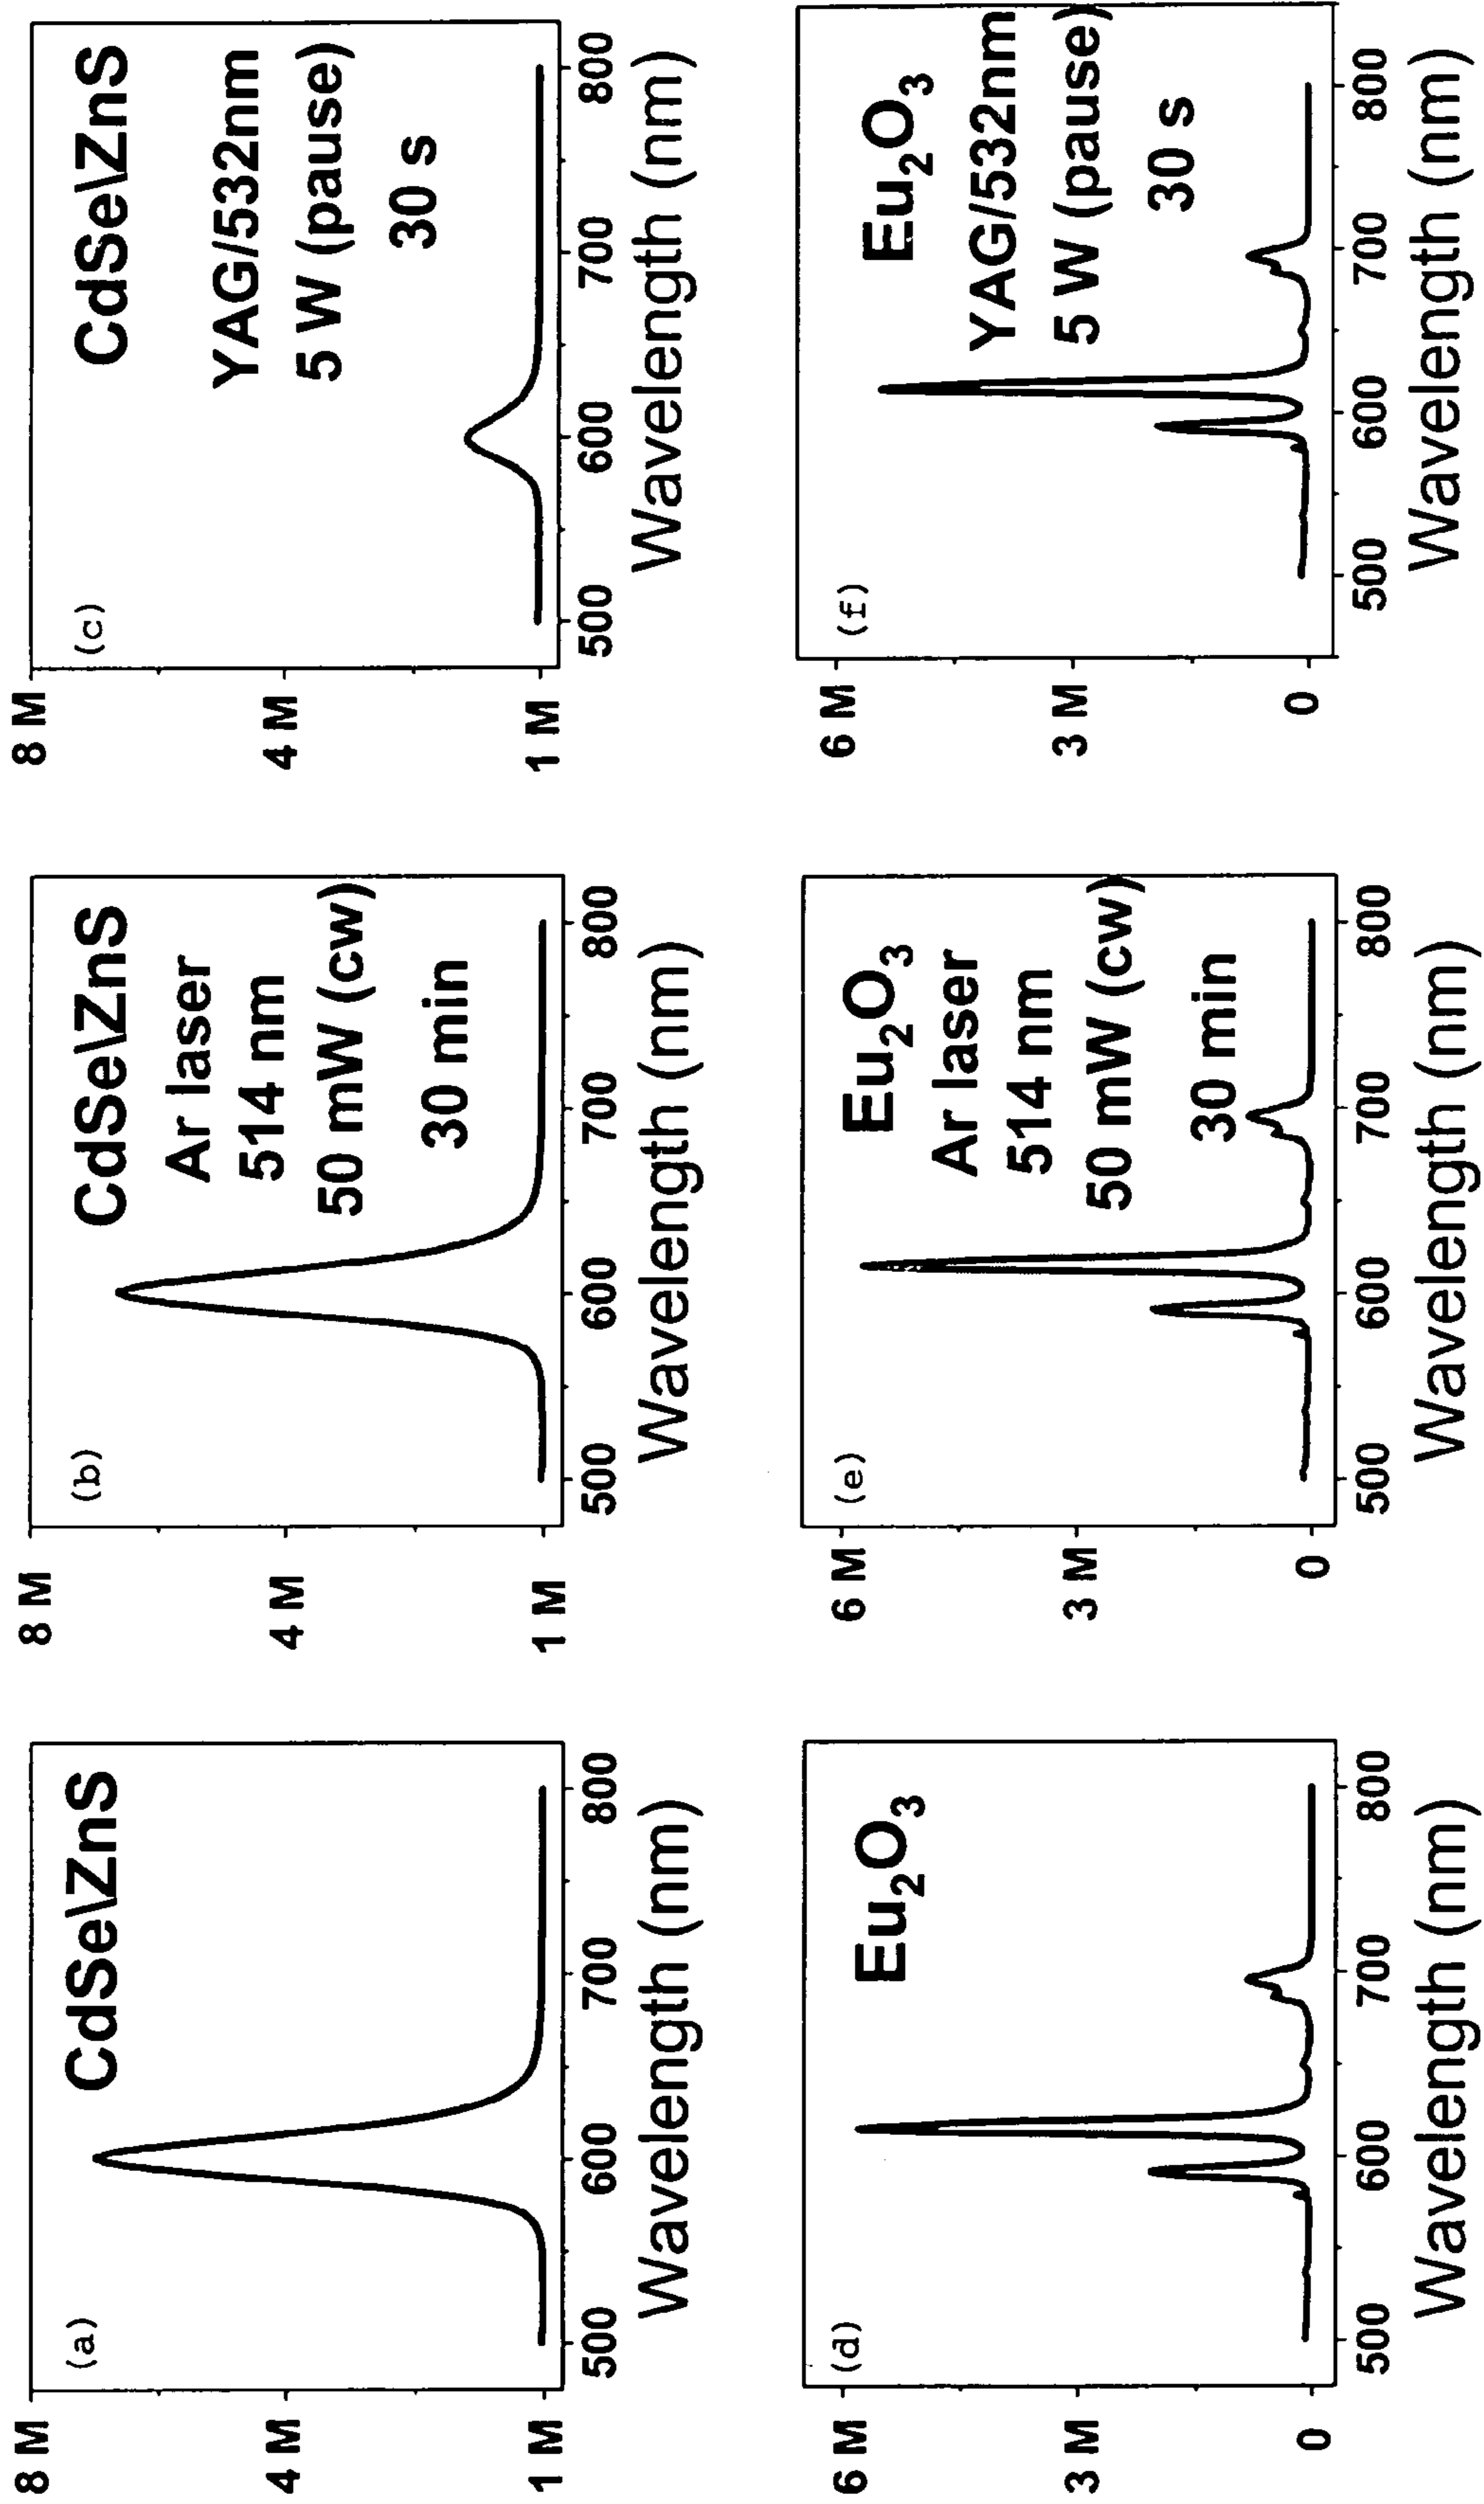 (a)
CdSe\ZnS
8 M
4 M
1 M
500 600 700 800
Wavelength (nm)
(b)
CdSe\ZnS
Ar laser
514 nm
50 mW (cw)
30 min
8 M
4 M
1 M
500 600 700 800
Wavelength (nm)
(c)
CdSe\ZnS
YAG/532nm
5 W (pause)
30 s
8 M
4 M
1 M
500 600 700 800
Wavelength (nm)
(d)
Eu₂O₃
6 M
3 M
0
500 600 700 800
Wavelength (nm)
(e)
Eu₂O₃
Ar laser
514 nm
50 mW (cw)
30 min
6 M
3 M
0
500 600 700 800
Wavelength (nm)
(f)
Eu₂O₃
YAG/532nm
5 W (pause)
30 s
6 M
3 M
0
500 600 700 800
Wavelength (nm)